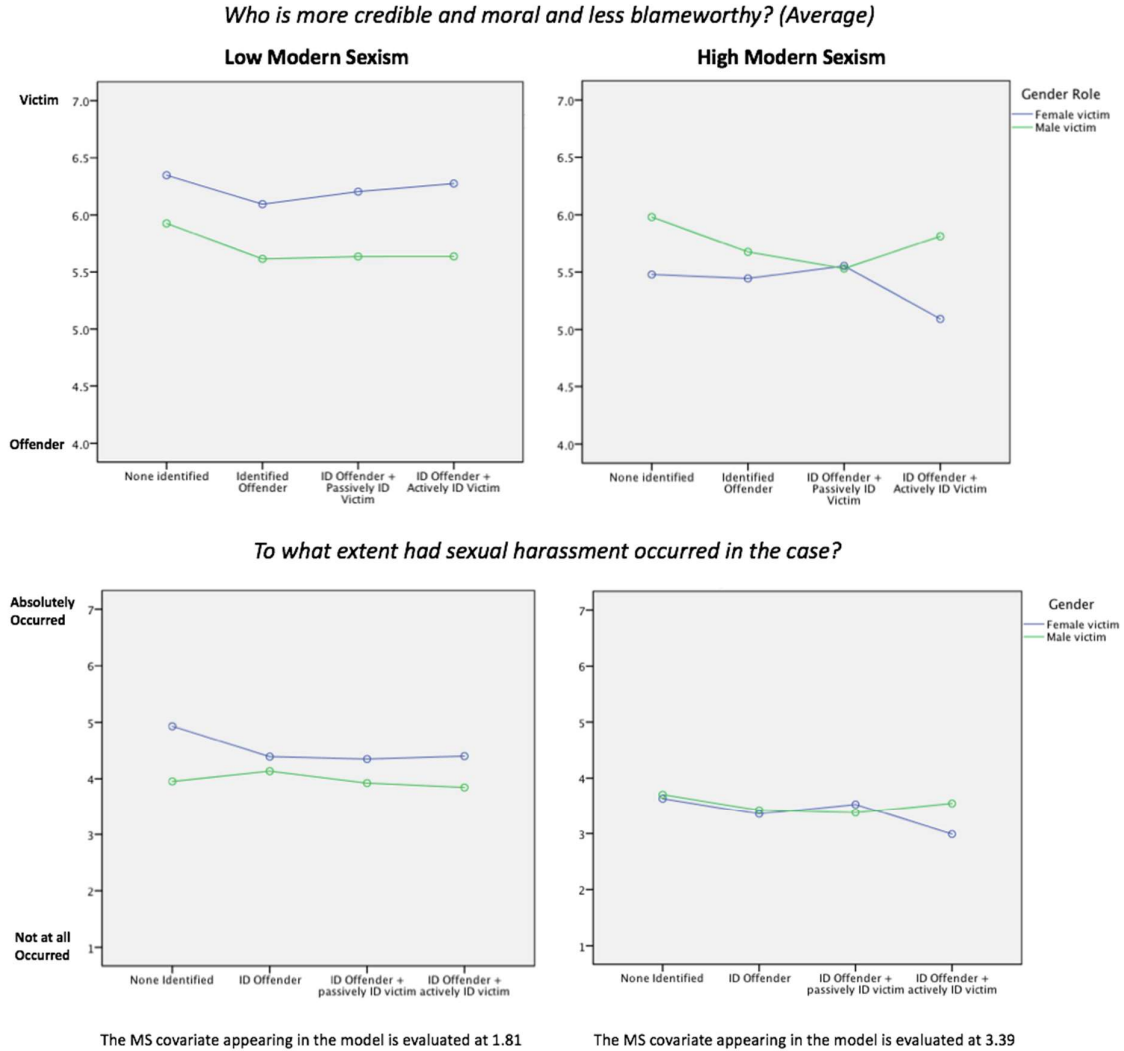 Who is more credible and moral and less blameworthy? (Average)
Low Modern Sexism
High Modern Sexism
Victim
7.0
6.5
6.0
5.5
5.0
4.5
Offender
4.0
None identified
Identified
Offender
ID Offender +
Passively ID
Victim
ID Offender +
Actively ID Victim
7.0
6.5
6.0
5.5
5.0
4.5
4.0
None identified
Identified
Offender
ID Offender +
Passively ID
Victim
ID Offender +
Actively ID Victim
Gender Role
Female victim
Male victim
To what extent had sexual harassment occurred in the case?
Absolutely
Occurred
7
6
5
4
3
2
1
Not at all
Occurred
None Identified
ID Offender
ID Offender +
passively ID victim
ID Offender +
actively ID victim
7
6
5
4
3
2
1
None Identified
ID Offender
ID Offender +
passively ID victim
ID Offender +
actively ID victim
Gender
Female victim
Male victim
The MS covariate appearing in the model is evaluated at 1.81
The MS covariate appearing in the model is evaluated at 3.39